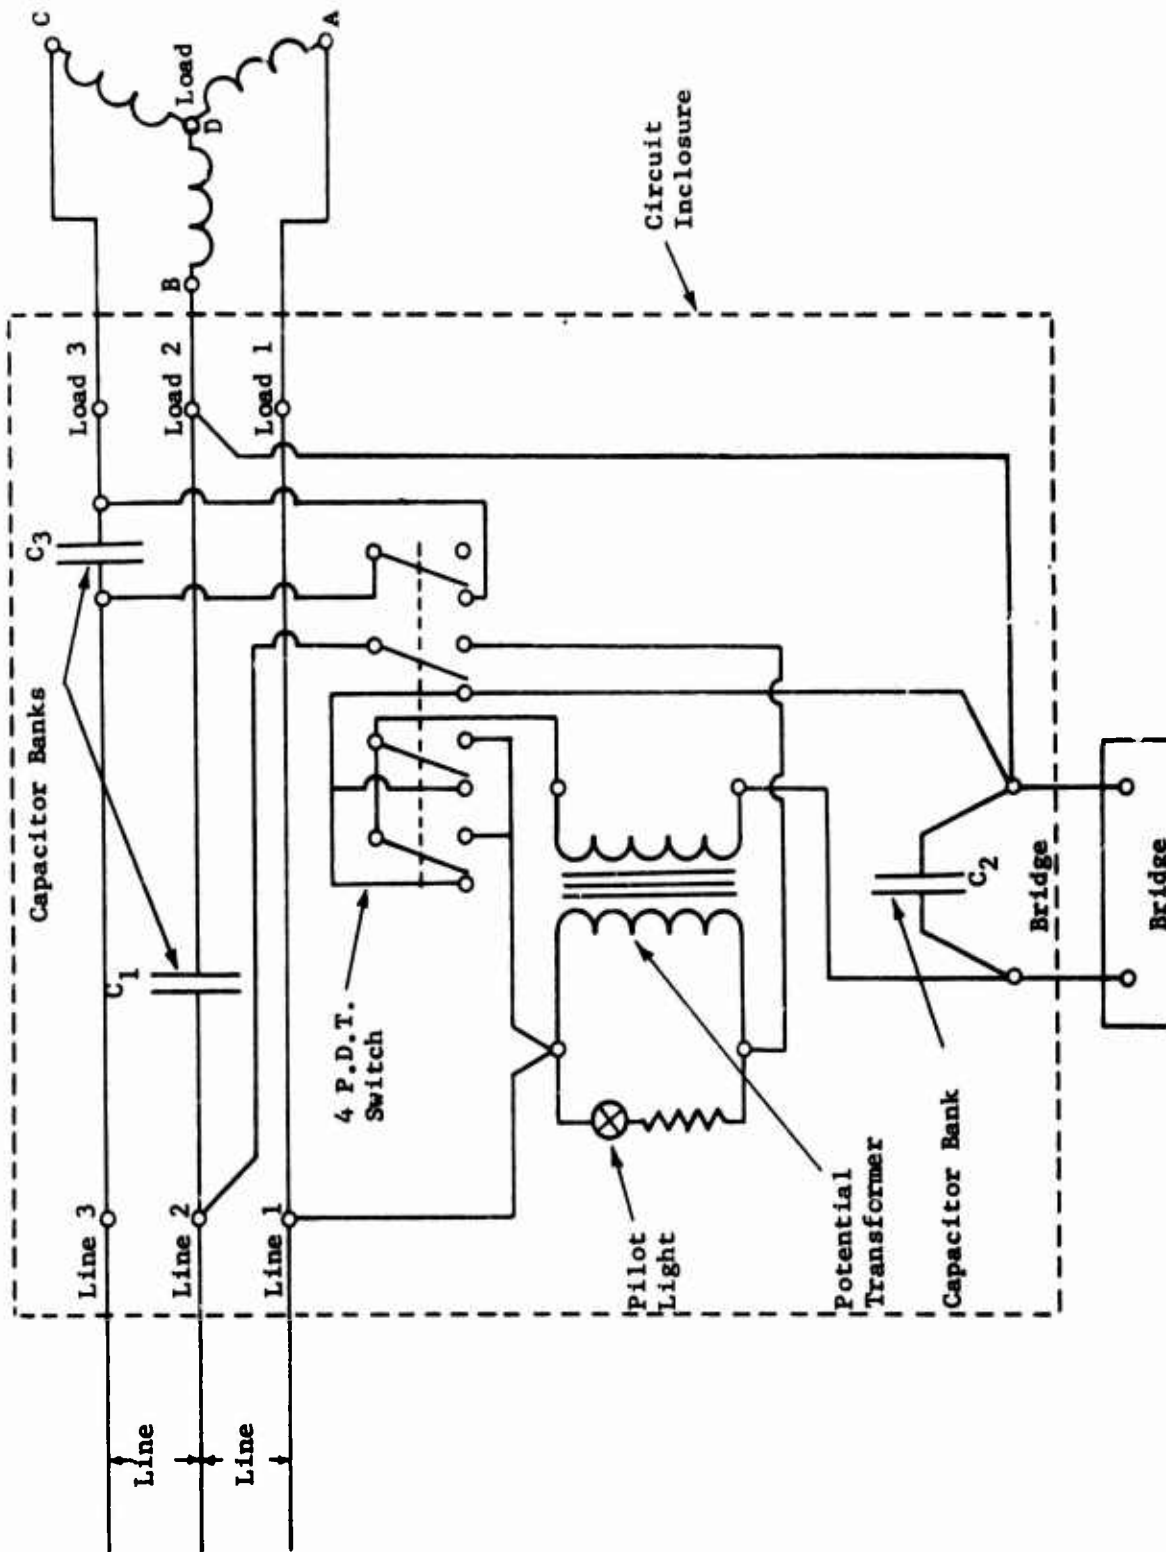 Line
Line
Line 3
Line 2
Line 1
Capacitor Banks
C1
C3
Load 3
Load 2
Load 1
C
B
D
Load
A
4 P.D.T.
Switch
Circuit
Inclosure
Pilot
Light
Potential
Transformer
Capacitor Bank
C2
Bridge
Bridge